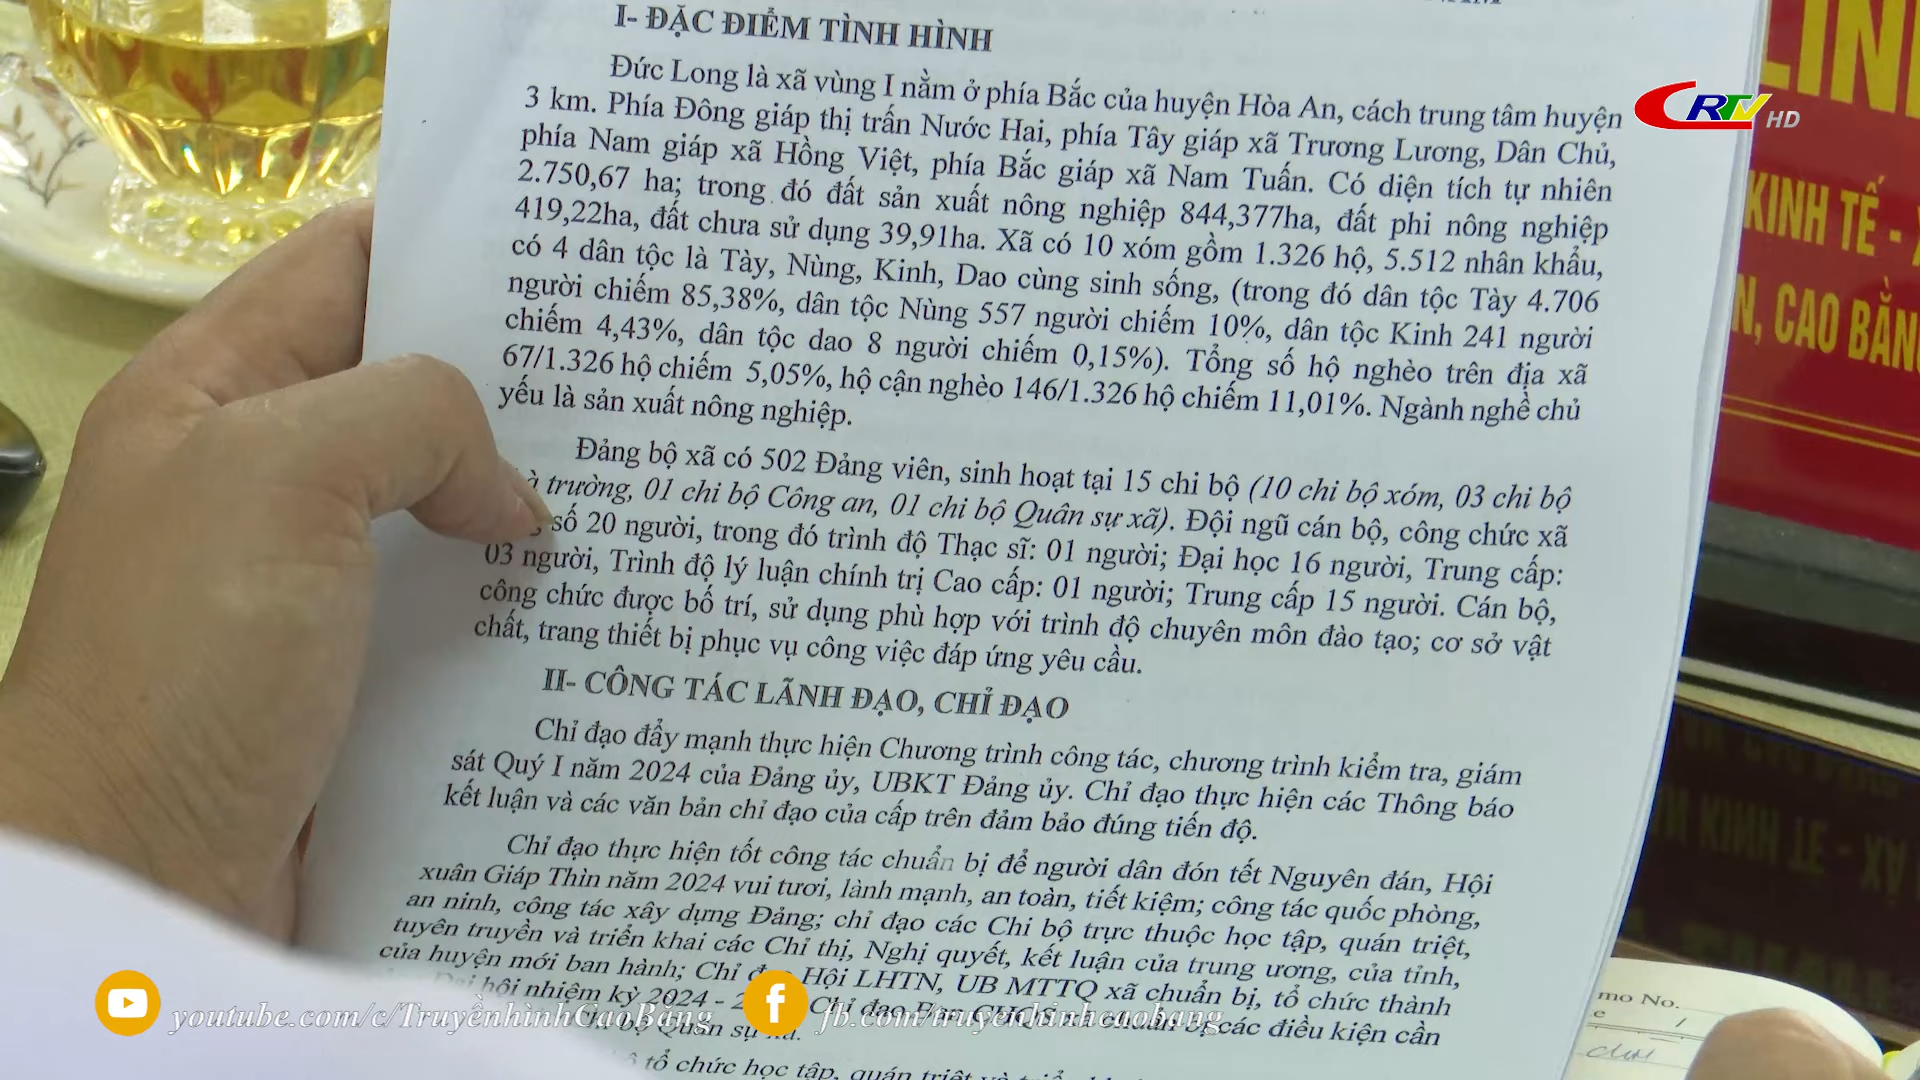 I- ĐẶC ĐIỂM TÌNH HÌNH
Đức Long là xã vùng I nằm ở phía Bắc của huyện Hòa An, cách trung tâm huyện
3 km. Phía Đông giáp thị trấn Nước Hai, phía Tây giáp xã Trương Lương, Dân Chủ,
phía Nam giáp xã Hồng Việt, phía Bắc giáp xã Nam Tuấn. Có diện tích tự nhiên
2.750,67 ha; trong đó đất sản xuất nông nghiệp 844,377ha, đất phi nông nghiệp
419,22ha, đất chưa sử dụng 39,91ha. Xã có 10 xóm gồm 1.326 hộ, 5.512 nhân khẩu,
có 4 dân tộc là Tày, Nùng, Kinh, Dao cùng sinh sống, (trong đó dân tộc Tày 4.706
người chiếm 85,38%, dân tộc Nùng 557 người chiếm 10%, dân tộc Kinh 241 người
chiếm 4,43%, dân tộc dao 8 người chiếm 0,15%). Tổng số hộ nghèo trên địa xã
67/1.326 hộ chiếm 5,05%, hộ cận nghèo 146/1.326 hộ chiếm 11,01%. Ngành nghề chủ
yếu là sản xuất nông nghiệp.
Đảng bộ xã có 502 Đảng viên, sinh hoạt tại 15 chi bộ (10 chi bộ xóm, 03 chi bộ
trường, 01 chi bộ Công an, 01 chi bộ Quân sự xã). Đội ngũ cán bộ, công chức xã
số 20 người, trong đó trình độ Thạc sĩ: 01 người; Đại học 16 người, Trung cấp:
03 người, Trình độ lý luận chính trị Cao cấp: 01 người; Trung cấp 15 người. Cán bộ,
công chức được bố trí, sử dụng phù hợp với trình độ chuyên môn đào tạo; cơ sở vật
chất, trang thiết bị phục vụ công việc đáp ứng yêu cầu.
II- CÔNG TÁC LÃNH ĐẠO, CHỈ ĐẠO
Chỉ đạo đẩy mạnh thực hiện Chương trình công tác, chương trình kiểm tra, giám
sát Quý I năm 2024 của Đảng ủy, UBKT Đảng ủy. Chỉ đạo thực hiện các Thông báo
kết luận và các văn bản chỉ đạo của cấp trên đảm bảo đúng tiến độ.
Chỉ đạo thực hiện tốt công tác chuẩn bị để người dân đón tết Nguyên đán, Hội
xuân Giáp Thìn năm 2024 vui tươi, lành mạnh, an toàn, tiết kiệm; công tác quốc phòng,
an ninh, công tác xây dựng Đảng; chỉ đạo các Chi bộ trực thuộc học tập, quán triệt,
tuyên truyền và triển khai các Chỉ thị, Nghị quyết, kết luận của trung ương, của tỉnh,
của huyện mới ban hành; Chỉ Hội LHTN, UB MTTQ xã chuẩn bị, tổ chức thành
Đại hội nhiệm kỳ 2024 - Chỉ đạo Ban các điều kiện cần
bộ Quân sự xã.
tổ chức học tập, quán triệt và
CRTV HD
KINH TẾ -
N, CAO BẰNG
youtube.com/c/TruyềnhìnhCaoBằng
fb.com/truyenhinhcaobang
mo No.